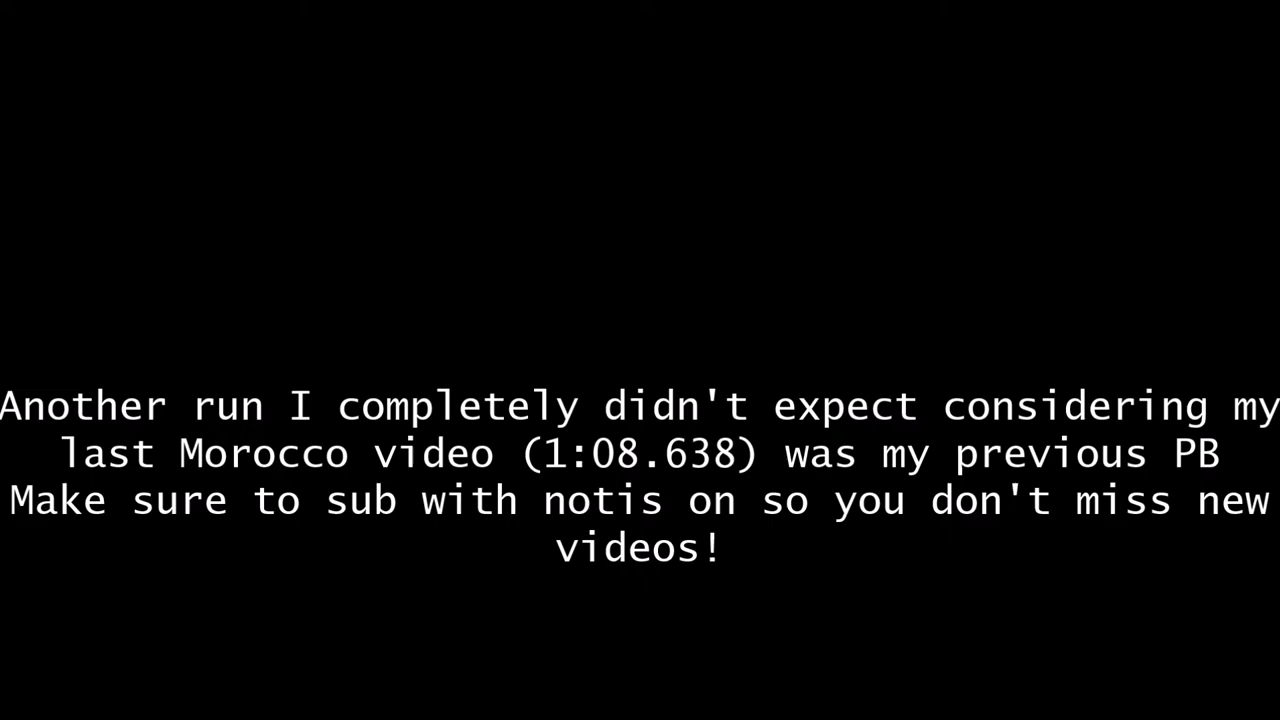 Another run I completely didn't expect considering my
last Morocco video (1:08.638) was my previous PB
Make sure to sub with notis on so you don't miss new
videos!